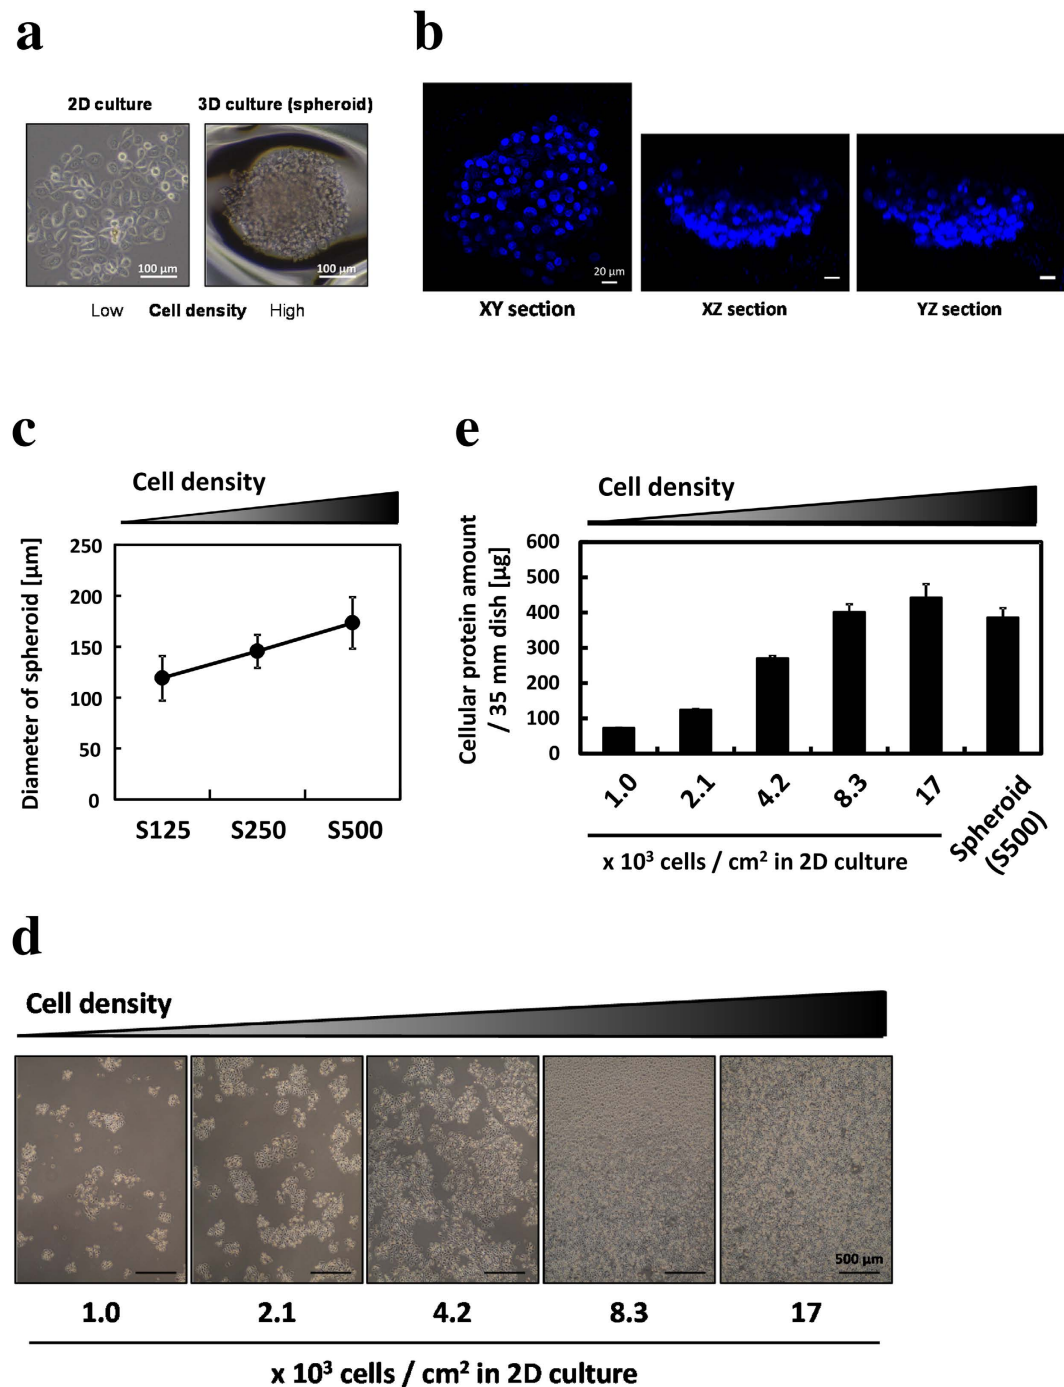 a
2D culture
3D culture (spheroid)
100 μm
100 μm
Low Cell density High
b
20 μm
XY section
XZ section
YZ section
c
Cell density
Diameter of spheroid [μm]
250
200
150
100
50
0
S125
S250
S500
e
Cell density
Cellular protein amount
/ 35 mm dish [μg]
600
500
400
300
200
100
0
1.0
2.1
4.2
8.3
17
Spheroid
(S500)
x 10³ cells / cm² in 2D culture
d
Cell density
500 μm
1.0
2.1
4.2
8.3
17
x 10³ cells / cm² in 2D culture